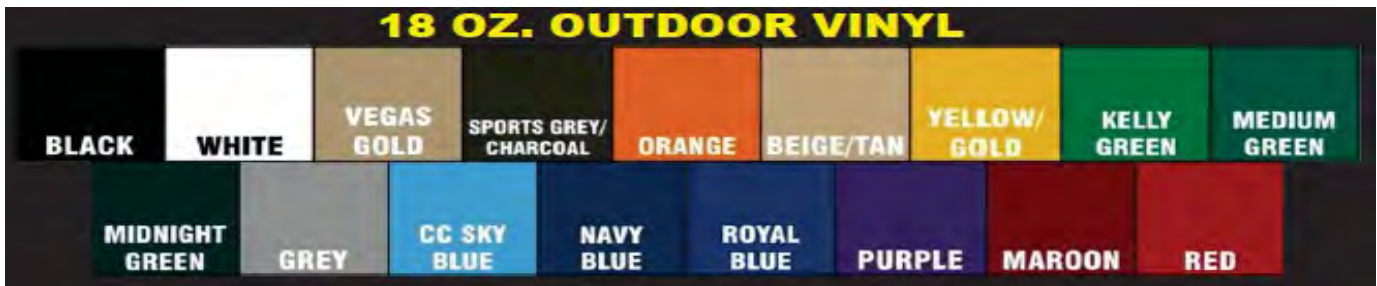 18 OZ. OUTDOOR VINYL
BLACK
WHITE
VEGAS
GOLD
SPORTS GREY/
CHARCOAL
ORANGE
BEIGE/TAN
YELLOW/
GOLD
KELLY
GREEN
MEDIUM
GREEN
MIDNIGHT
GREEN
GREY
CC SKY
BLUE
NAVY
BLUE
ROYAL
BLUE
PURPLE
MAROON
RED